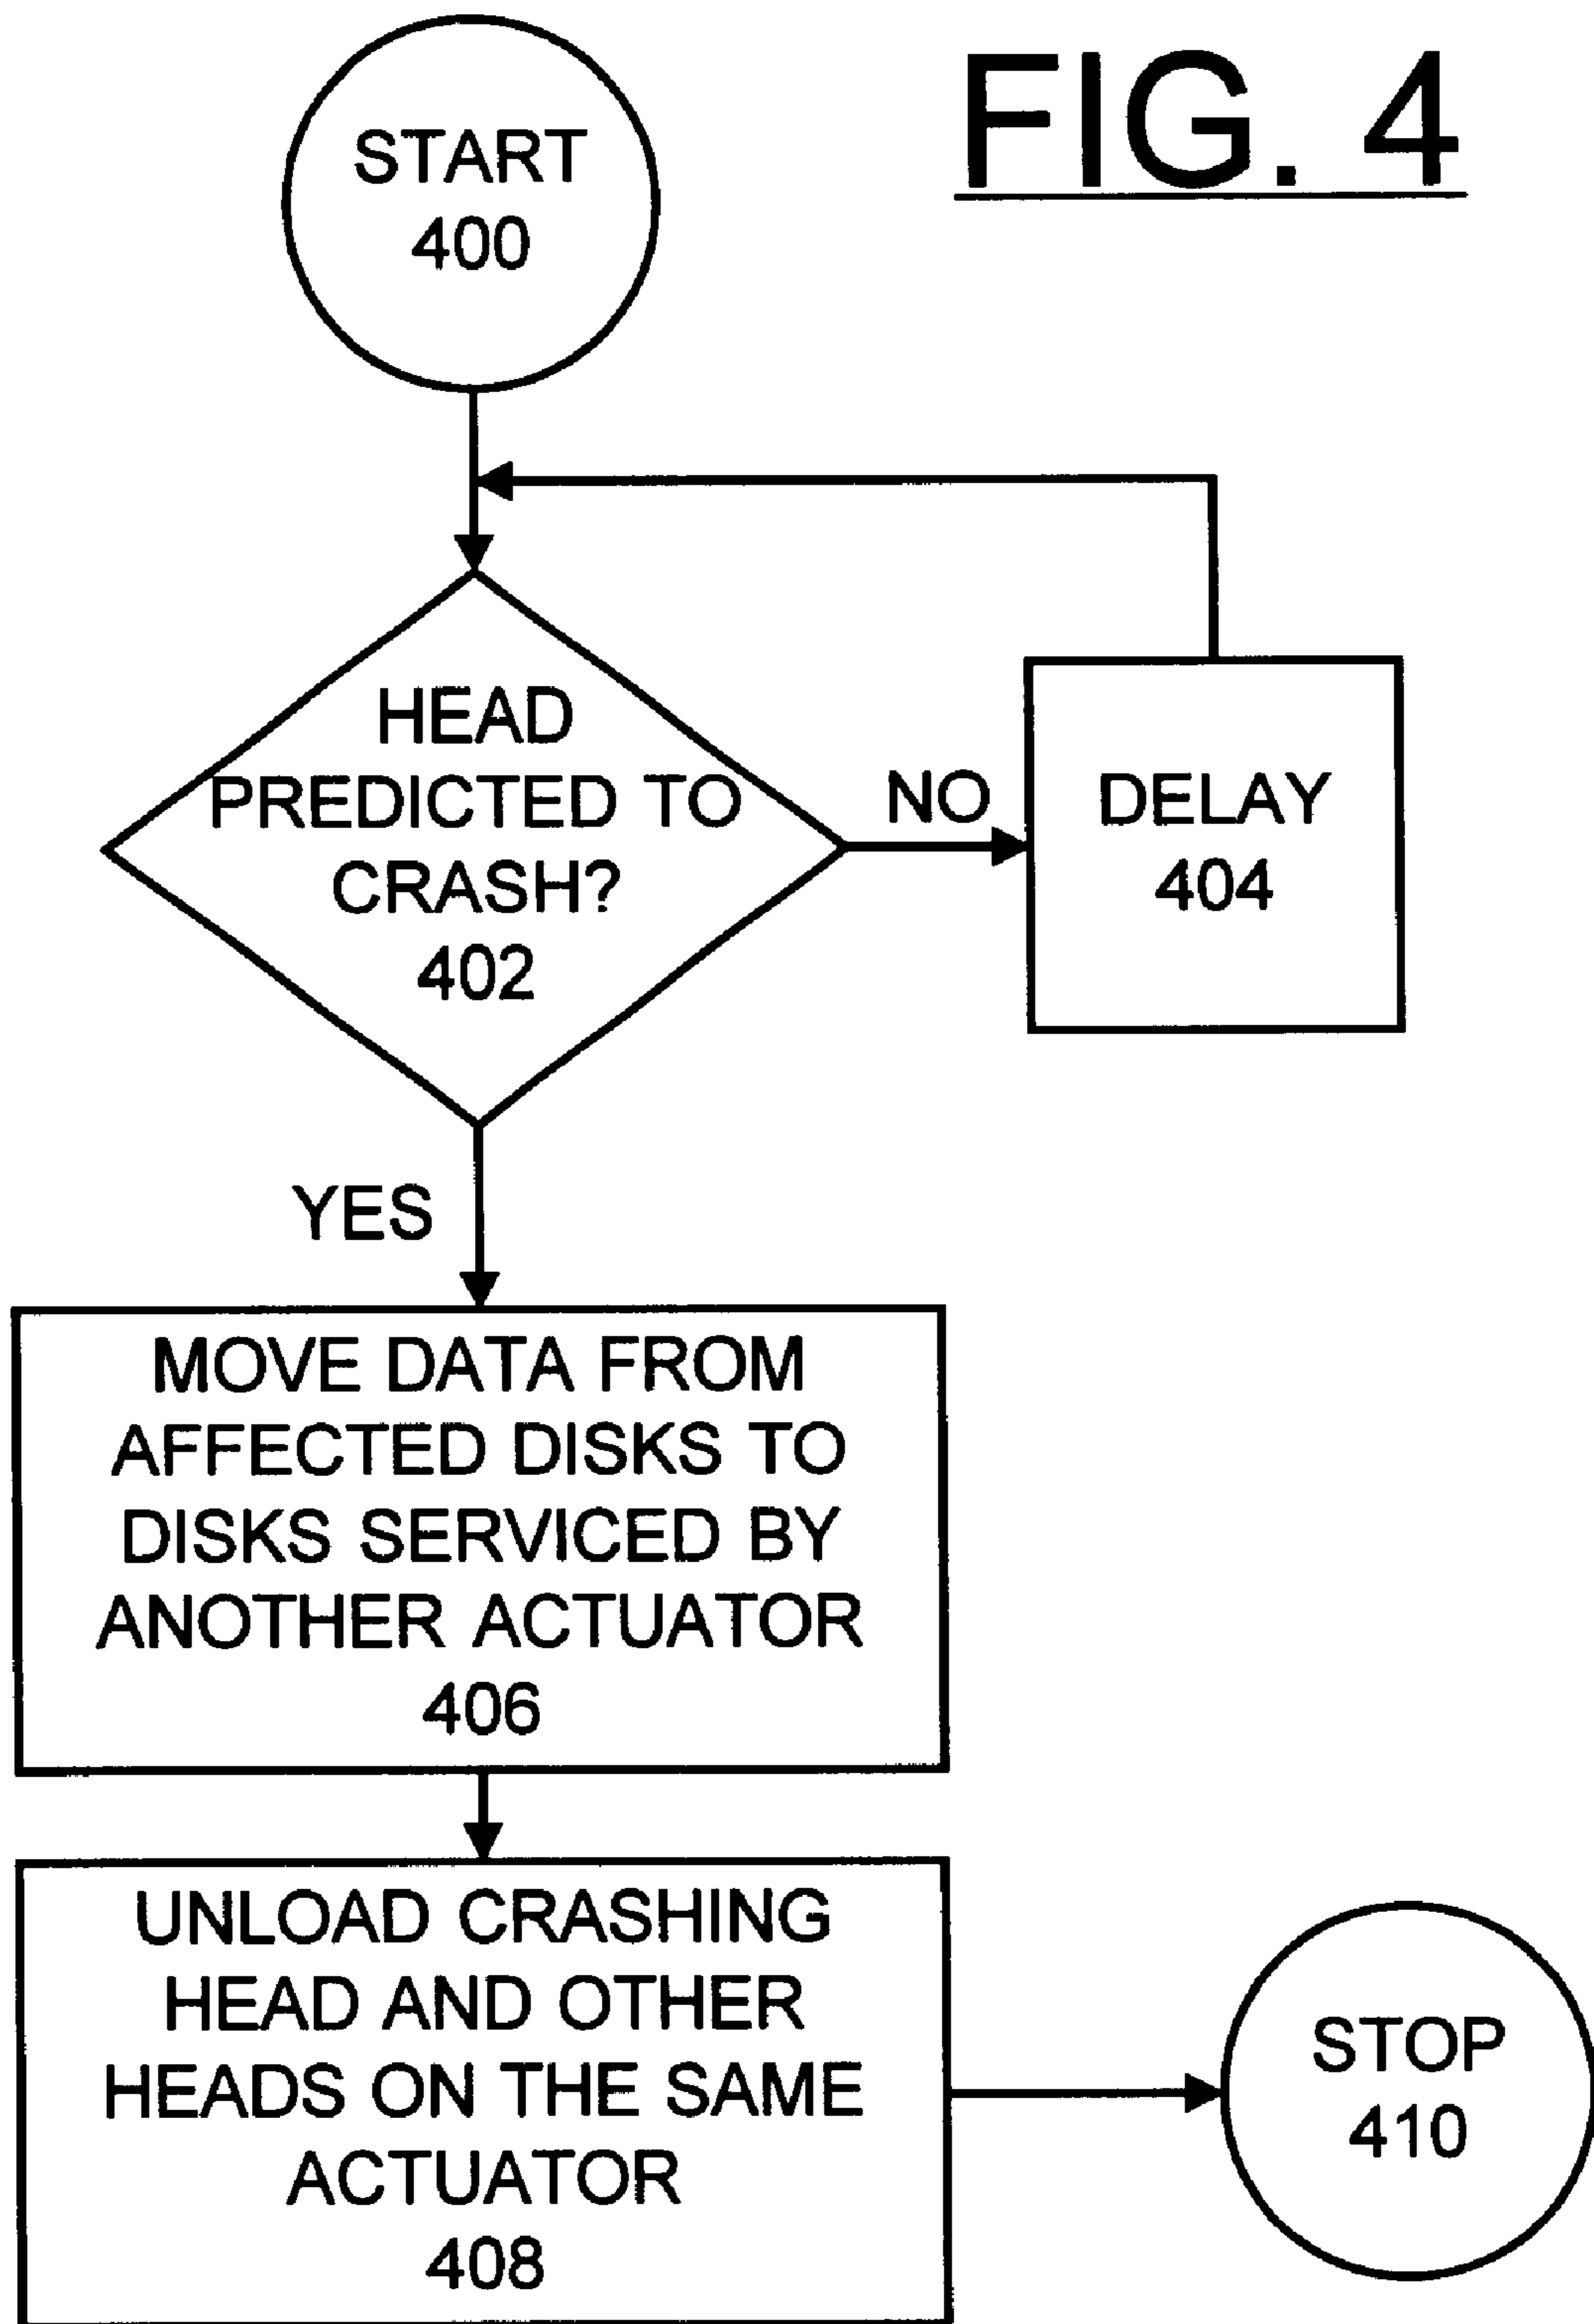 FIG. 4
START
400
HEAD
PREDICTED TO
CRASH?
402
NO
DELAY
404
YES
MOVE DATA FROM
AFFECTED DISKS TO
DISKS SERVICED BY
ANOTHER ACTUATOR
406
UNLOAD CRASHING
HEAD AND OTHER
HEADS ON THE SAME
ACTUATOR
408
STOP
410